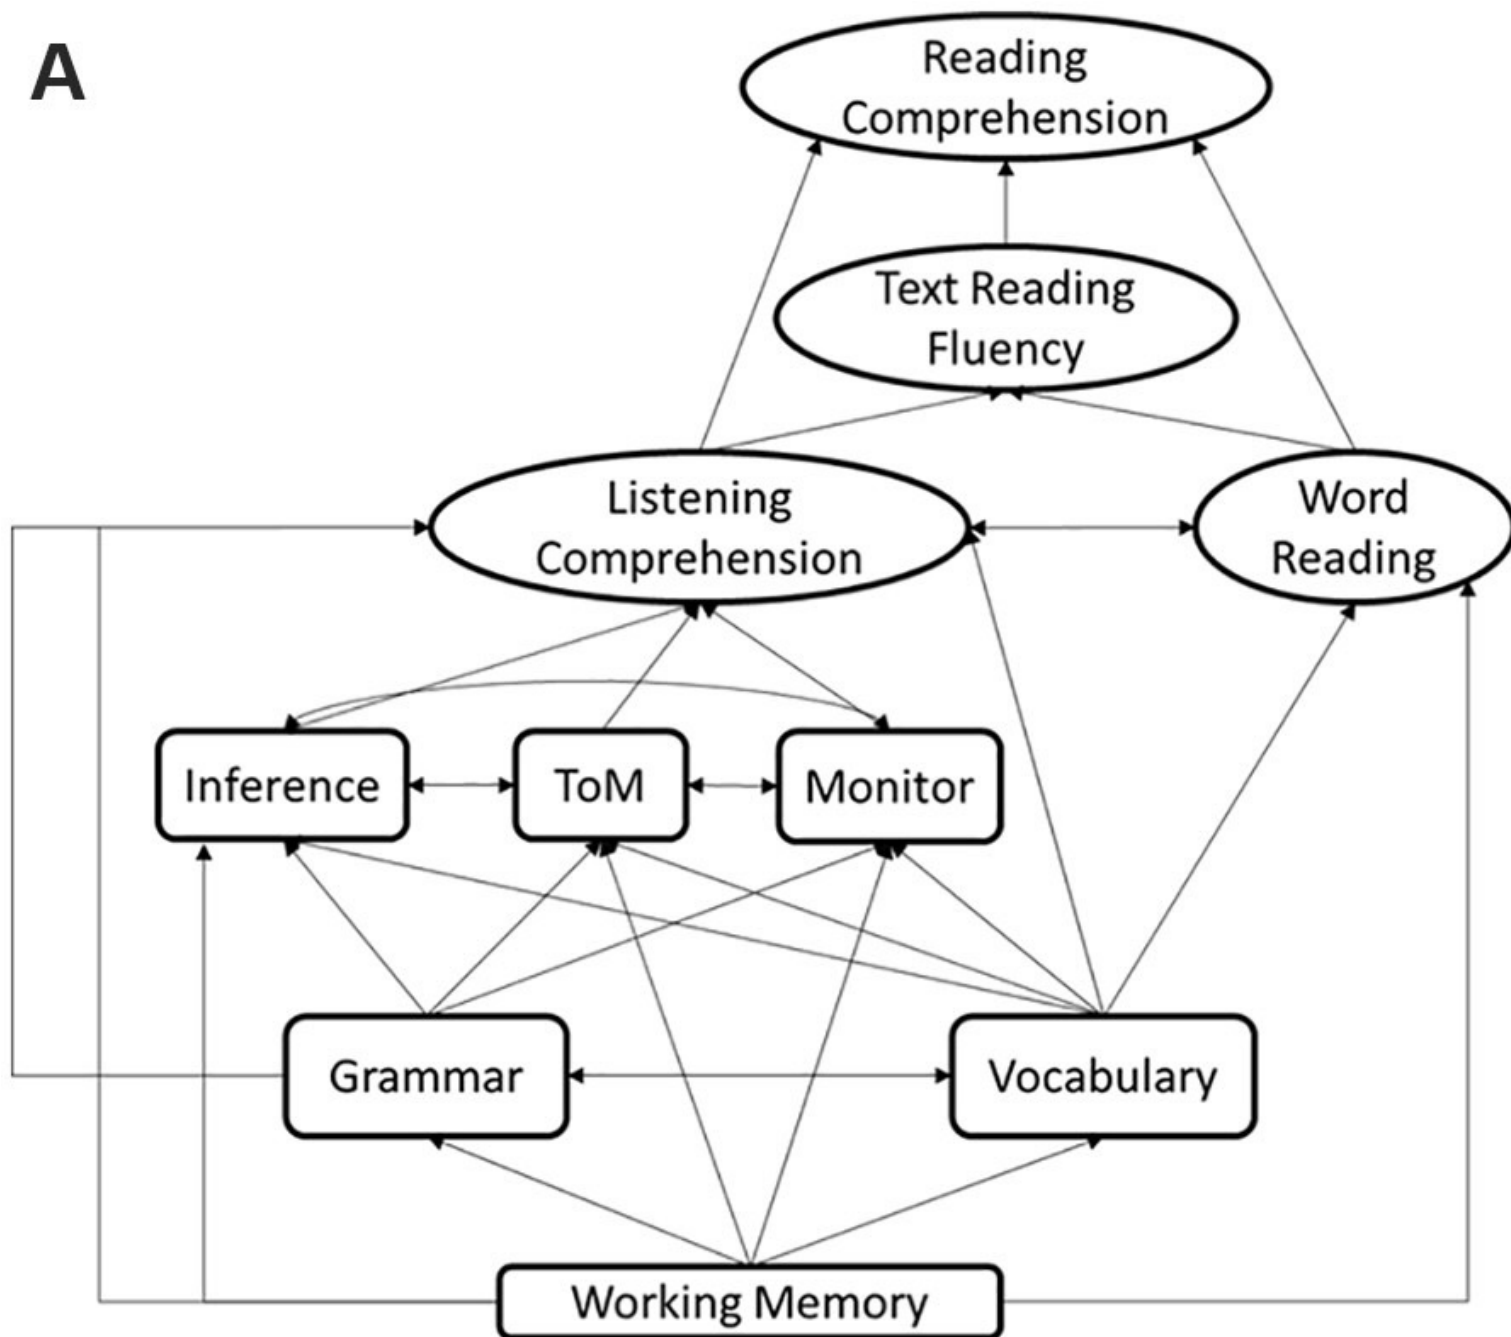 A
Reading
Comprehension
Text Reading
Fluency
Listening
Comprehension
Word
Reading
Inference
ToM
Monitor
Grammar
Vocabulary
Working Memory